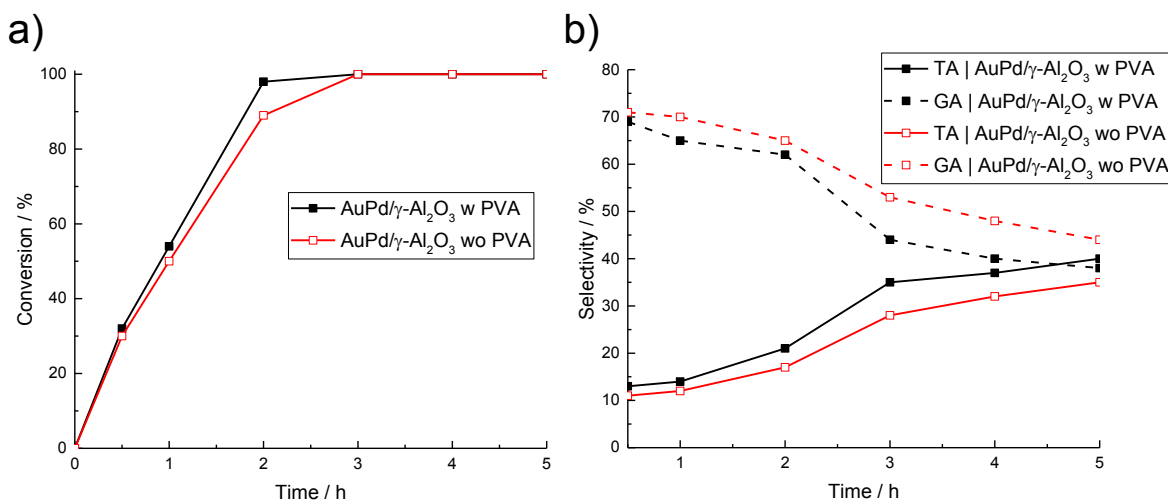 a)
100
80
60
40
20
0
Conversion / %
AuPd/γ-Al₂O₃ w PVA
AuPd/γ-Al₂O₃ wo PVA
0 1 2 3 4 5
Time / h
b)
80
70
60
50
40
30
20
10
0
Selectivity / %
TA | AuPd/γ-Al₂O₃ w PVA
GA | AuPd/γ-Al₂O₃ w PVA
TA | AuPd/γ-Al₂O₃ wo PVA
GA | AuPd/γ-Al₂O₃ wo PVA
1 2 3 4 5
Time / h